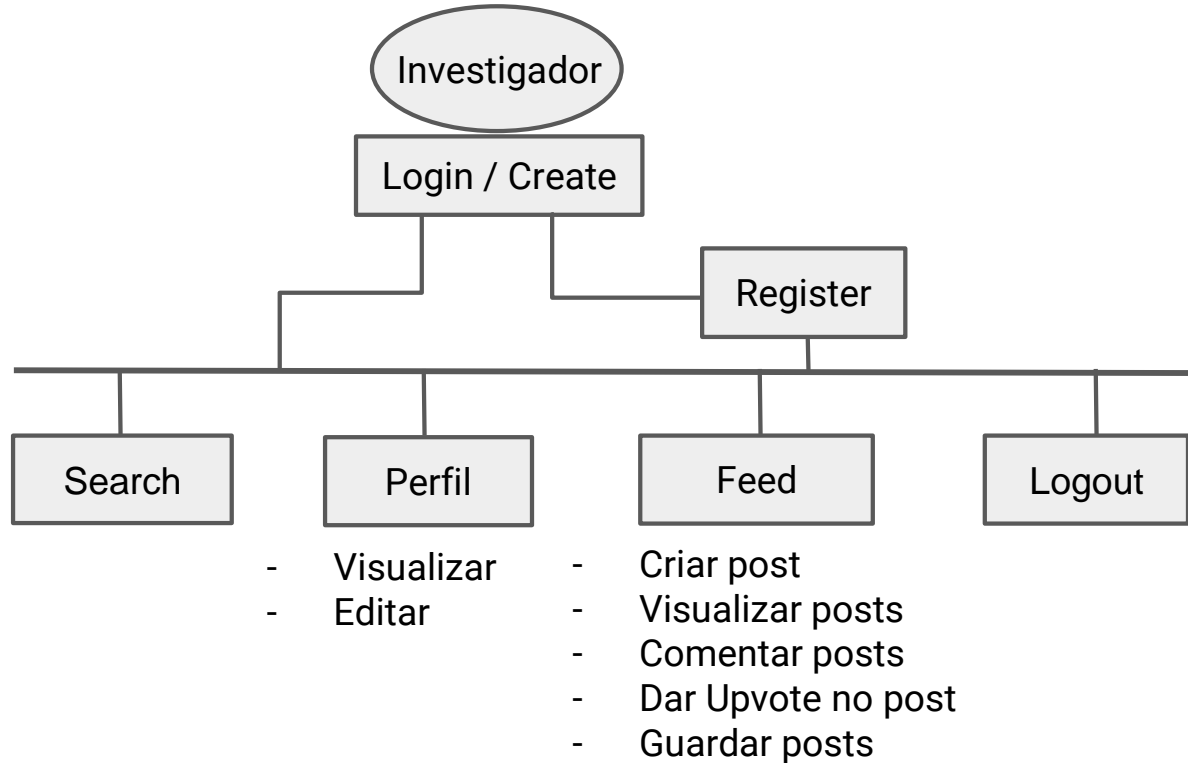 Investigador
Login / Create
Register
Search
Perfil
Feed
Logout
- Visualizar
- Editar
- Criar post
- Visualizar posts
- Comentar posts
- Dar Upvote no post
- Guardar posts